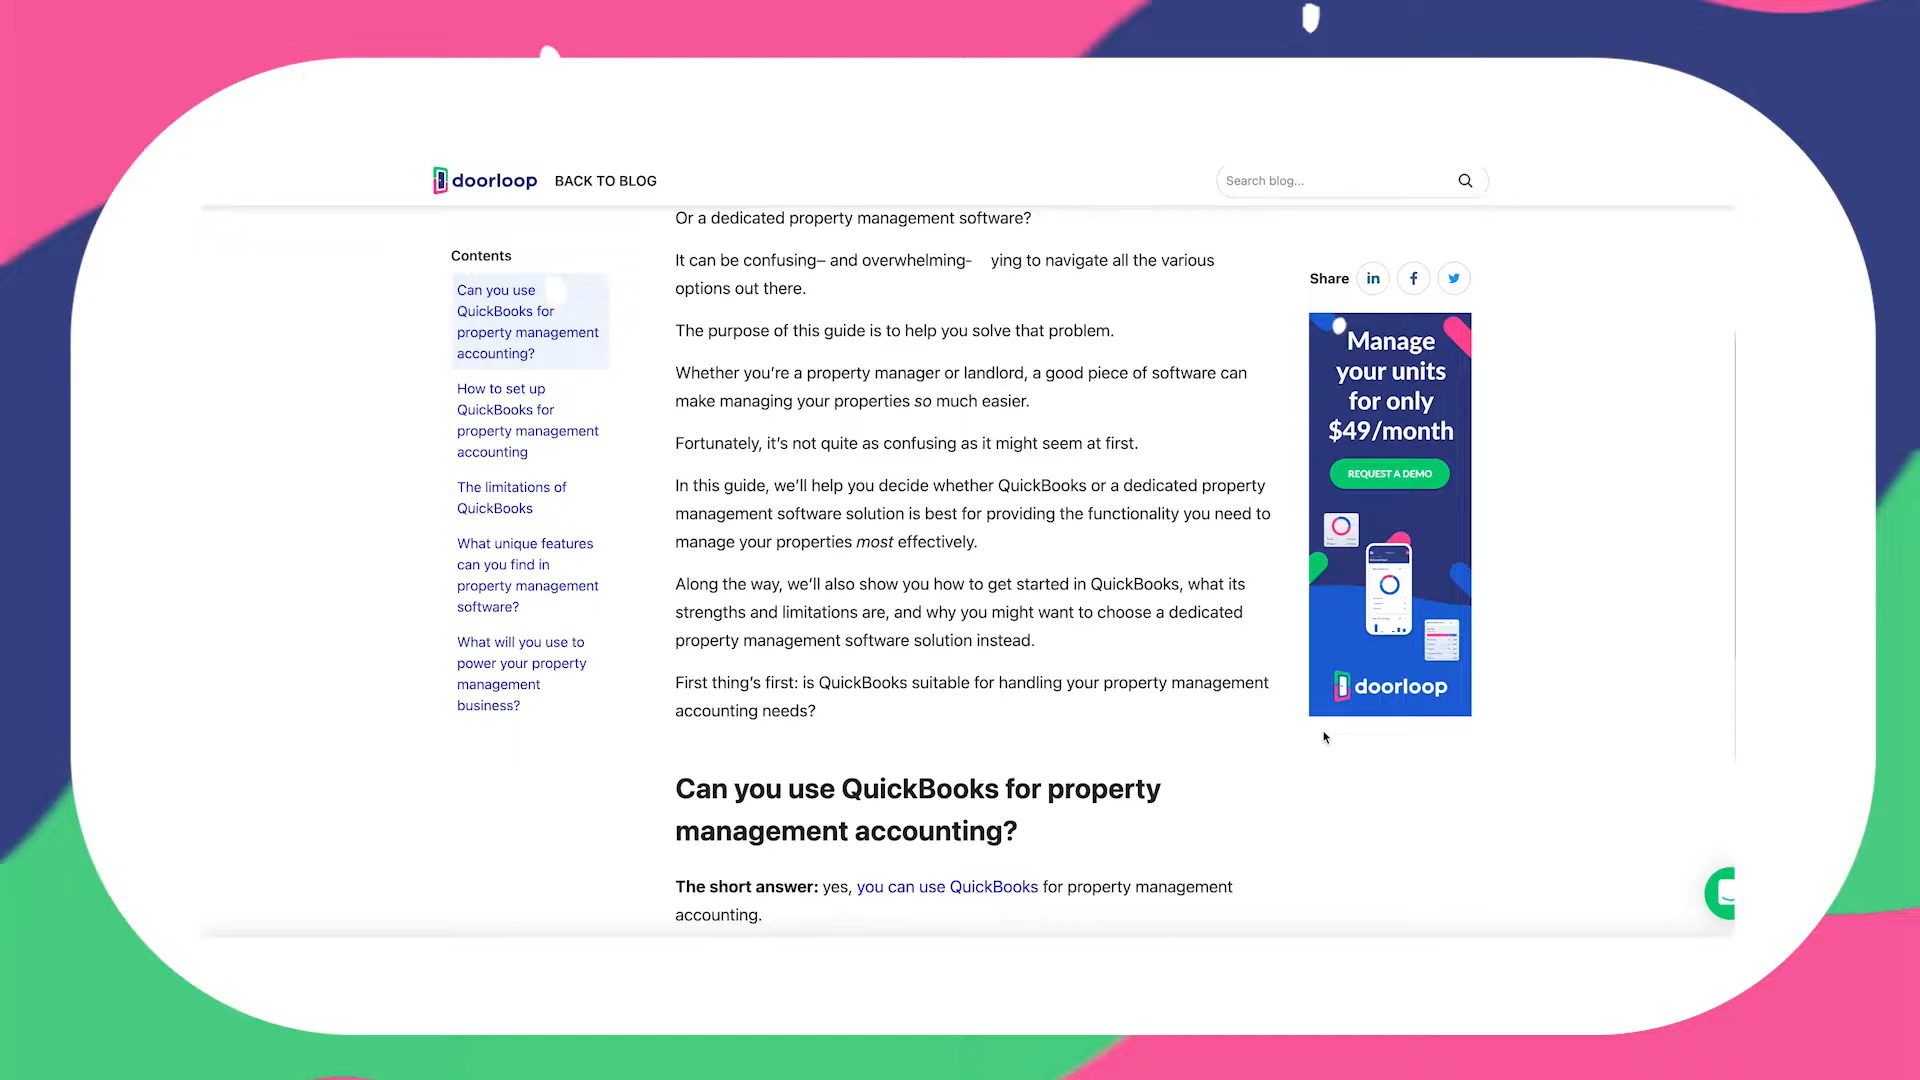 doorloop
BACK TO BLOG
Search blog...
Contents
Can you use
QuickBooks for
property management
accounting?
How to set up
QuickBooks for
property management
accounting
The limitations of
QuickBooks
What unique features
can you find in
property management
software?
What will you use to
power your property
management
business?
Or a dedicated property management software?
It can be confusing– and overwhelming- ying to navigate all the various
options out there.
The purpose of this guide is to help you solve that problem.
Whether you’re a property manager or landlord, a good piece of software can
make managing your properties so much easier.
Fortunately, it’s not quite as confusing as it might seem at first.
In this guide, we’ll help you decide whether QuickBooks or a dedicated property
management software solution is best for providing the functionality you need to
manage your properties most effectively.
Along the way, we’ll also show you how to get started in QuickBooks, what its
strengths and limitations are, and why you might want to choose a dedicated
property management software solution instead.
First thing’s first: is QuickBooks suitable for handling your property management
accounting needs?
Can you use QuickBooks for property
management accounting?
The short answer: yes, you can use QuickBooks for property management
accounting.
Share
Manage
your units
for only
$49/month
REQUEST A DEMO
doorloop